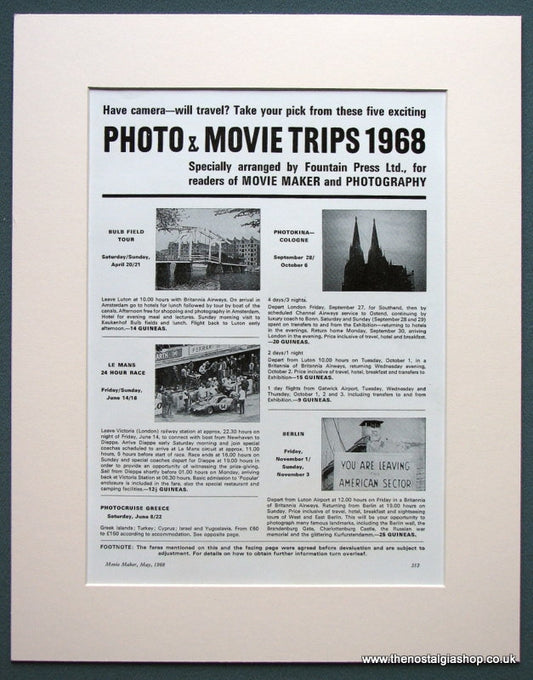 Have camera—will travel? Take your pick from these five exciting
PHOTO & MOVIE TRIPS 1968
Specially arranged by Fountain Press Ltd., for
readers of MOVIE MAKER and PHOTOGRAPHY
BULB FIELD
TOUR
Saturday/Sunday,
April 20/21
Leave Luton at 10.00 hours with Britannia Airways. On arrival in
Amsterdam go to hotels for lunch followed by tour by boat of the
canals. Afternoon free for shopping and photography in Amsterdam.
Hotel for evening meal and lectures. Sunday morning visit to
Keukenhof Bulb fields and lunch. Flight back to Luton early
afternoon.—14 GUINEAS.
LE MANS
24 HOUR RACE
Friday/Sunday,
June 14/16
Leave Victoria (London) railway station at approx. 22.30 hours on
night of Friday, June 14, to connect with boat from Newhaven to
Dieppe. Arrive Dieppe early Saturday morning and join special
coaches scheduled to arrive at Le Mans circuit at approx. 11.00
hours, 5 hours before start of race. Race ends at 16.00 hours on
Sunday and special coaches depart for Dieppe at 19.00 hours in
order to provide an opportunity of witnessing the prize-giving.
Sail from Dieppe shortly before 01.00 hours on Monday, arriving
back at Victoria Station at 06.30 hours. Basic admission to "Popular"
enclosure is included in the fare, also the special restaurant and
camping facilities.—12½ GUINEAS.
PHOTOCRUISE GREECE
Saturday, June 8/22
Greek Islands; Turkey; Cyprus; Israel and Yugoslavia. From £60
to £150 according to accommodation. See opposite page.
PHOTOKINA—
COLOGNE
September 28/
October 6
4 days/3 nights.
Depart London Friday, September 27, for Southend, then by
scheduled Channel Airways service to Ostend, continuing by
luxury coach to Bonn. Saturday and Sunday (September 28 and 29)
spent on transfers to and from the Exhibition—returning to hotels
in the evenings. Return home Monday, September 30, arriving
London in the evening. Price inclusive of travel, hotel and breakfast.
—20 GUINEAS.
2 days/1 night
Depart from Luton 10.00 hours on Tuesday, October 1, in a
Britannia of Britannia Airways, returning Wednesday evening,
October 2. Price inclusive of travel, hotel, breakfast and transfers to
Exhibition—15 GUINEAS.
1 day flights from Gatwick Airport, Tuesday, Wednesday and
Thursday, October 1, 2 and 3, including transfers to and from
Exhibition.—9 GUINEAS.
BERLIN
Friday,
November 1/
Sunday,
November 3
YOU ARE LEAVING
AMERICAN SECTOR
Depart from Luton Airport at 12.00 hours on Friday in a Britannia
of Britannia Airways. Returning from Berlin at 19.00 hours on
Sunday. Price inclusive of travel, hotel, breakfast and sightseeing
tours of West and East Berlin. This will be your opportunity to
photograph many famous landmarks, including the Berlin wall, the
Brandenburg Gate, Charlottenburg Castle, the Russian war
memorial and the glittering Kurfurstendamm.—25 GUINEAS.
FOOTNOTE: The fares mentioned on this and the facing page were agreed before devaluation and are subject to
adjustment. For details on how to obtain further information turn overleaf.
Movie Maker, May, 1968
313
www.thenostalgiashop.co.uk